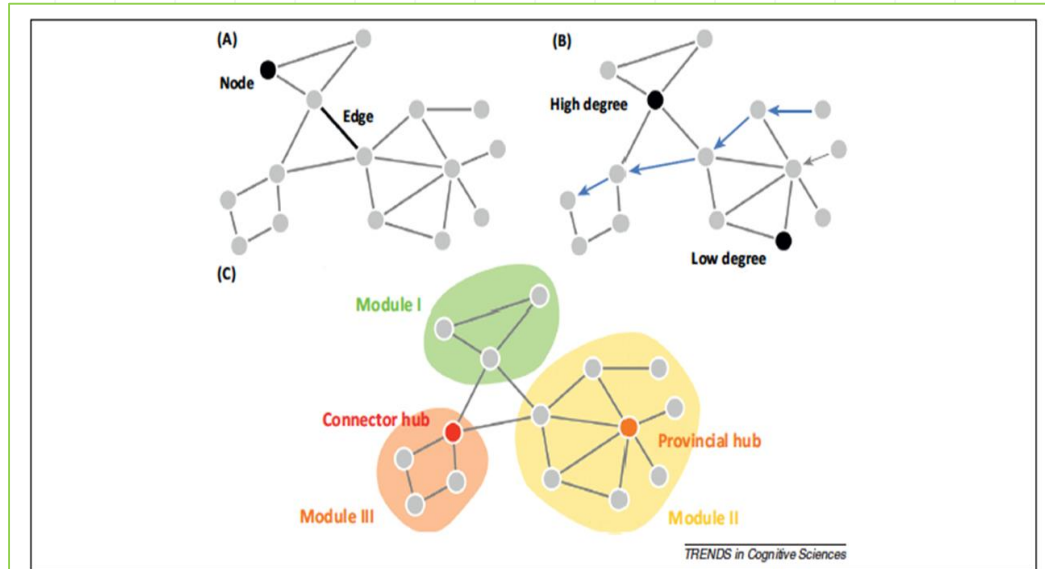 (A)
(B)
Node
Edge
High degree
Low degree
(C)
Module I
Connector hub
Provincial hub
Module III
Module II
TRENDS in Cognitive Sciences